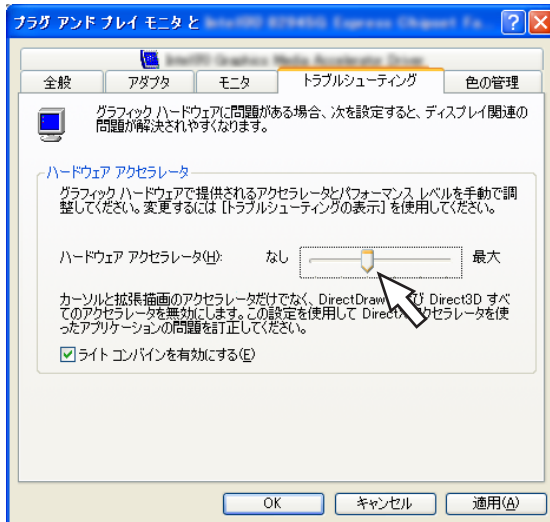 プラグ アンド プレイ モニタ と
全般 アダプタ モニタ トラブルシューティング 色の管理
グラフィック ハードウェアに問題がある場合、次を設定すると、ディスプレイ関連の
問題が解決されやすくなります。
ハードウェア アクセラレータ
グラフィック ハードウェアで提供されるアクセラレータとパフォーマンス レベルを手動で調
整してください。変更するには [トラブルシューティングの表示] を使用してください。
ハードウェア アクセラレータ(H): なし 最大
カーソルと拡張描画のアクセラレータだけでなく、DirectDraw び Direct3D すべ
てのアクセラレータを無効にします。この設定を使用して Direct クセラレータを使
ったアプリケーションの問題を訂正してください。
ライト コンバインを有効にする(E)
OK キャンセル 適用(A)